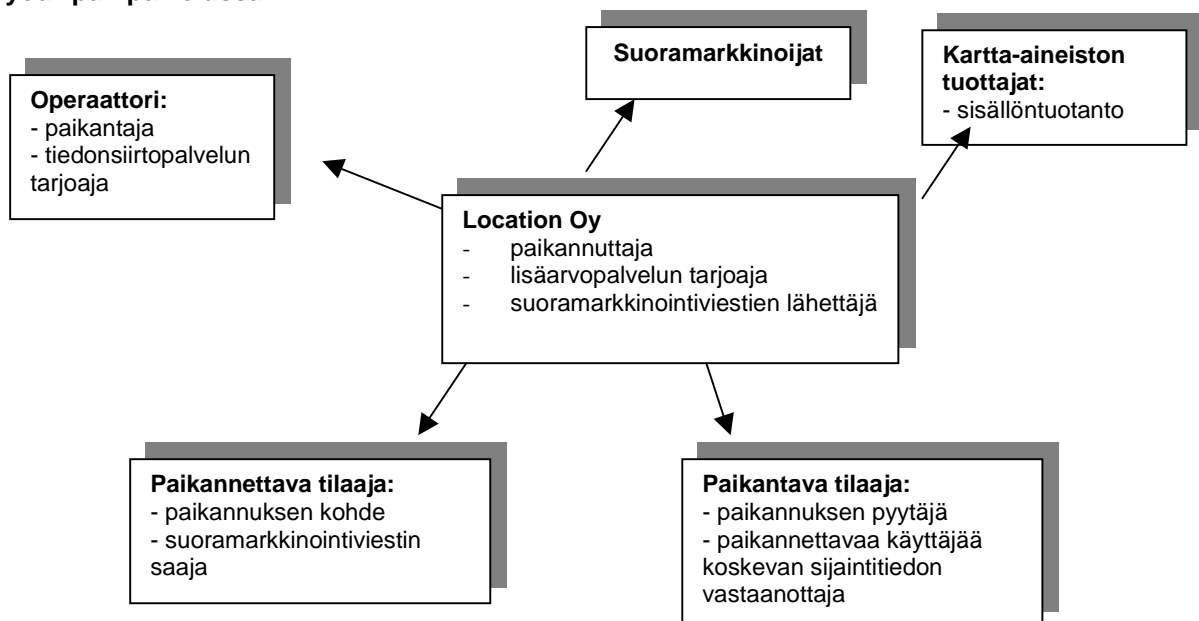 Suoramarkkinoijat
Kartta-aineiston
tuottajat:
- sisällöntuotanto
Operaattori:
- paikantaja
- tiedonsiirtopalvelun
tarjoaja
Location Oy
- paikannuttaja
- lisäarvopalvelun tarjoaja
- suoramarkkinointiviestien lähettäjä
Paikannettava tilaaja:
- paikannuksen kohde
- suoramarkkinointiviestin
saaja
Paikantava tilaaja:
- paikannuksen pyytäjä
- paikannettavaa käyttäjää
koskevan sijaintitiedon
vastaanottaja